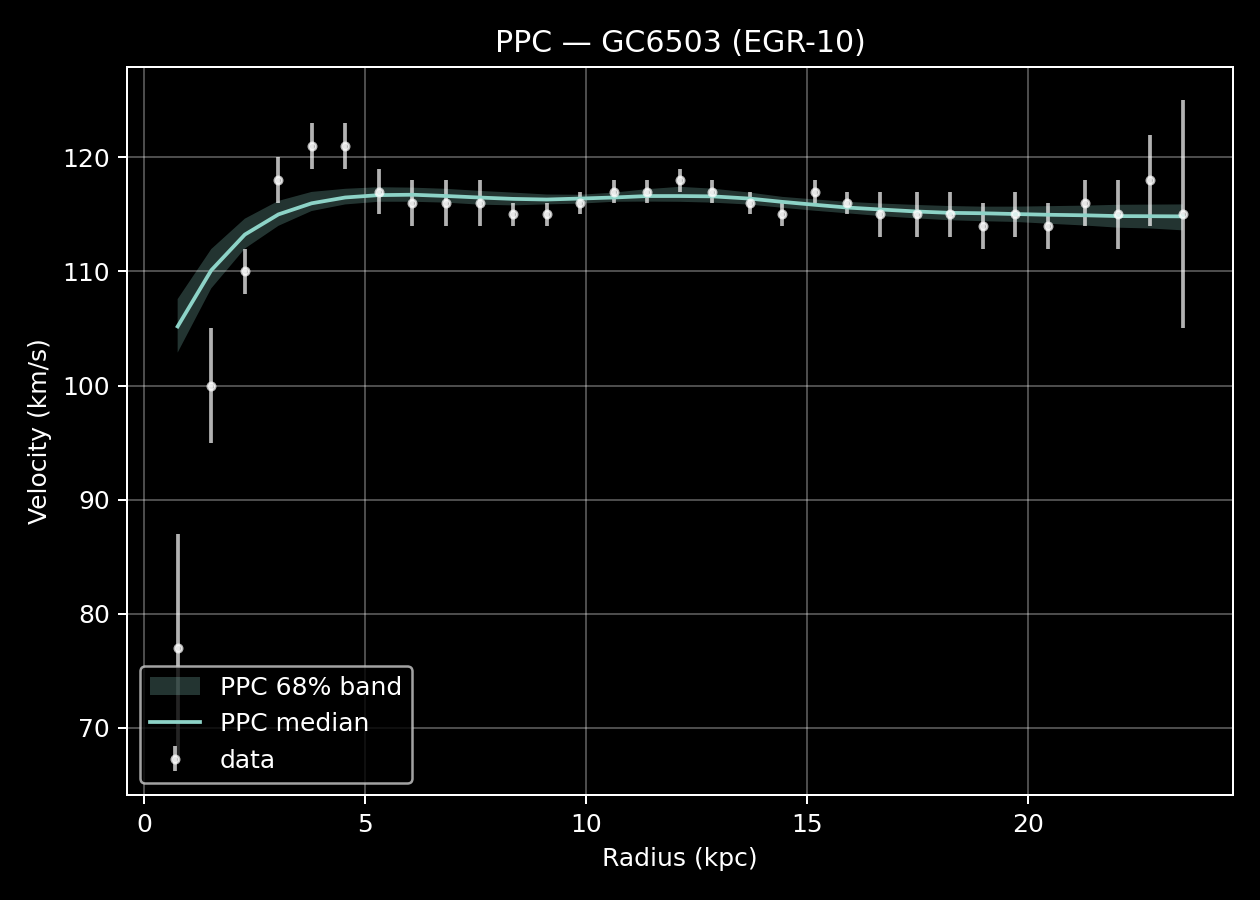 PPC — GC6503 (EGR-10)
Velocity (km/s)
120
110
100
90
80
70
PPC 68% band
PPC median
data
0 5 10 15 20
Radius (kpc)